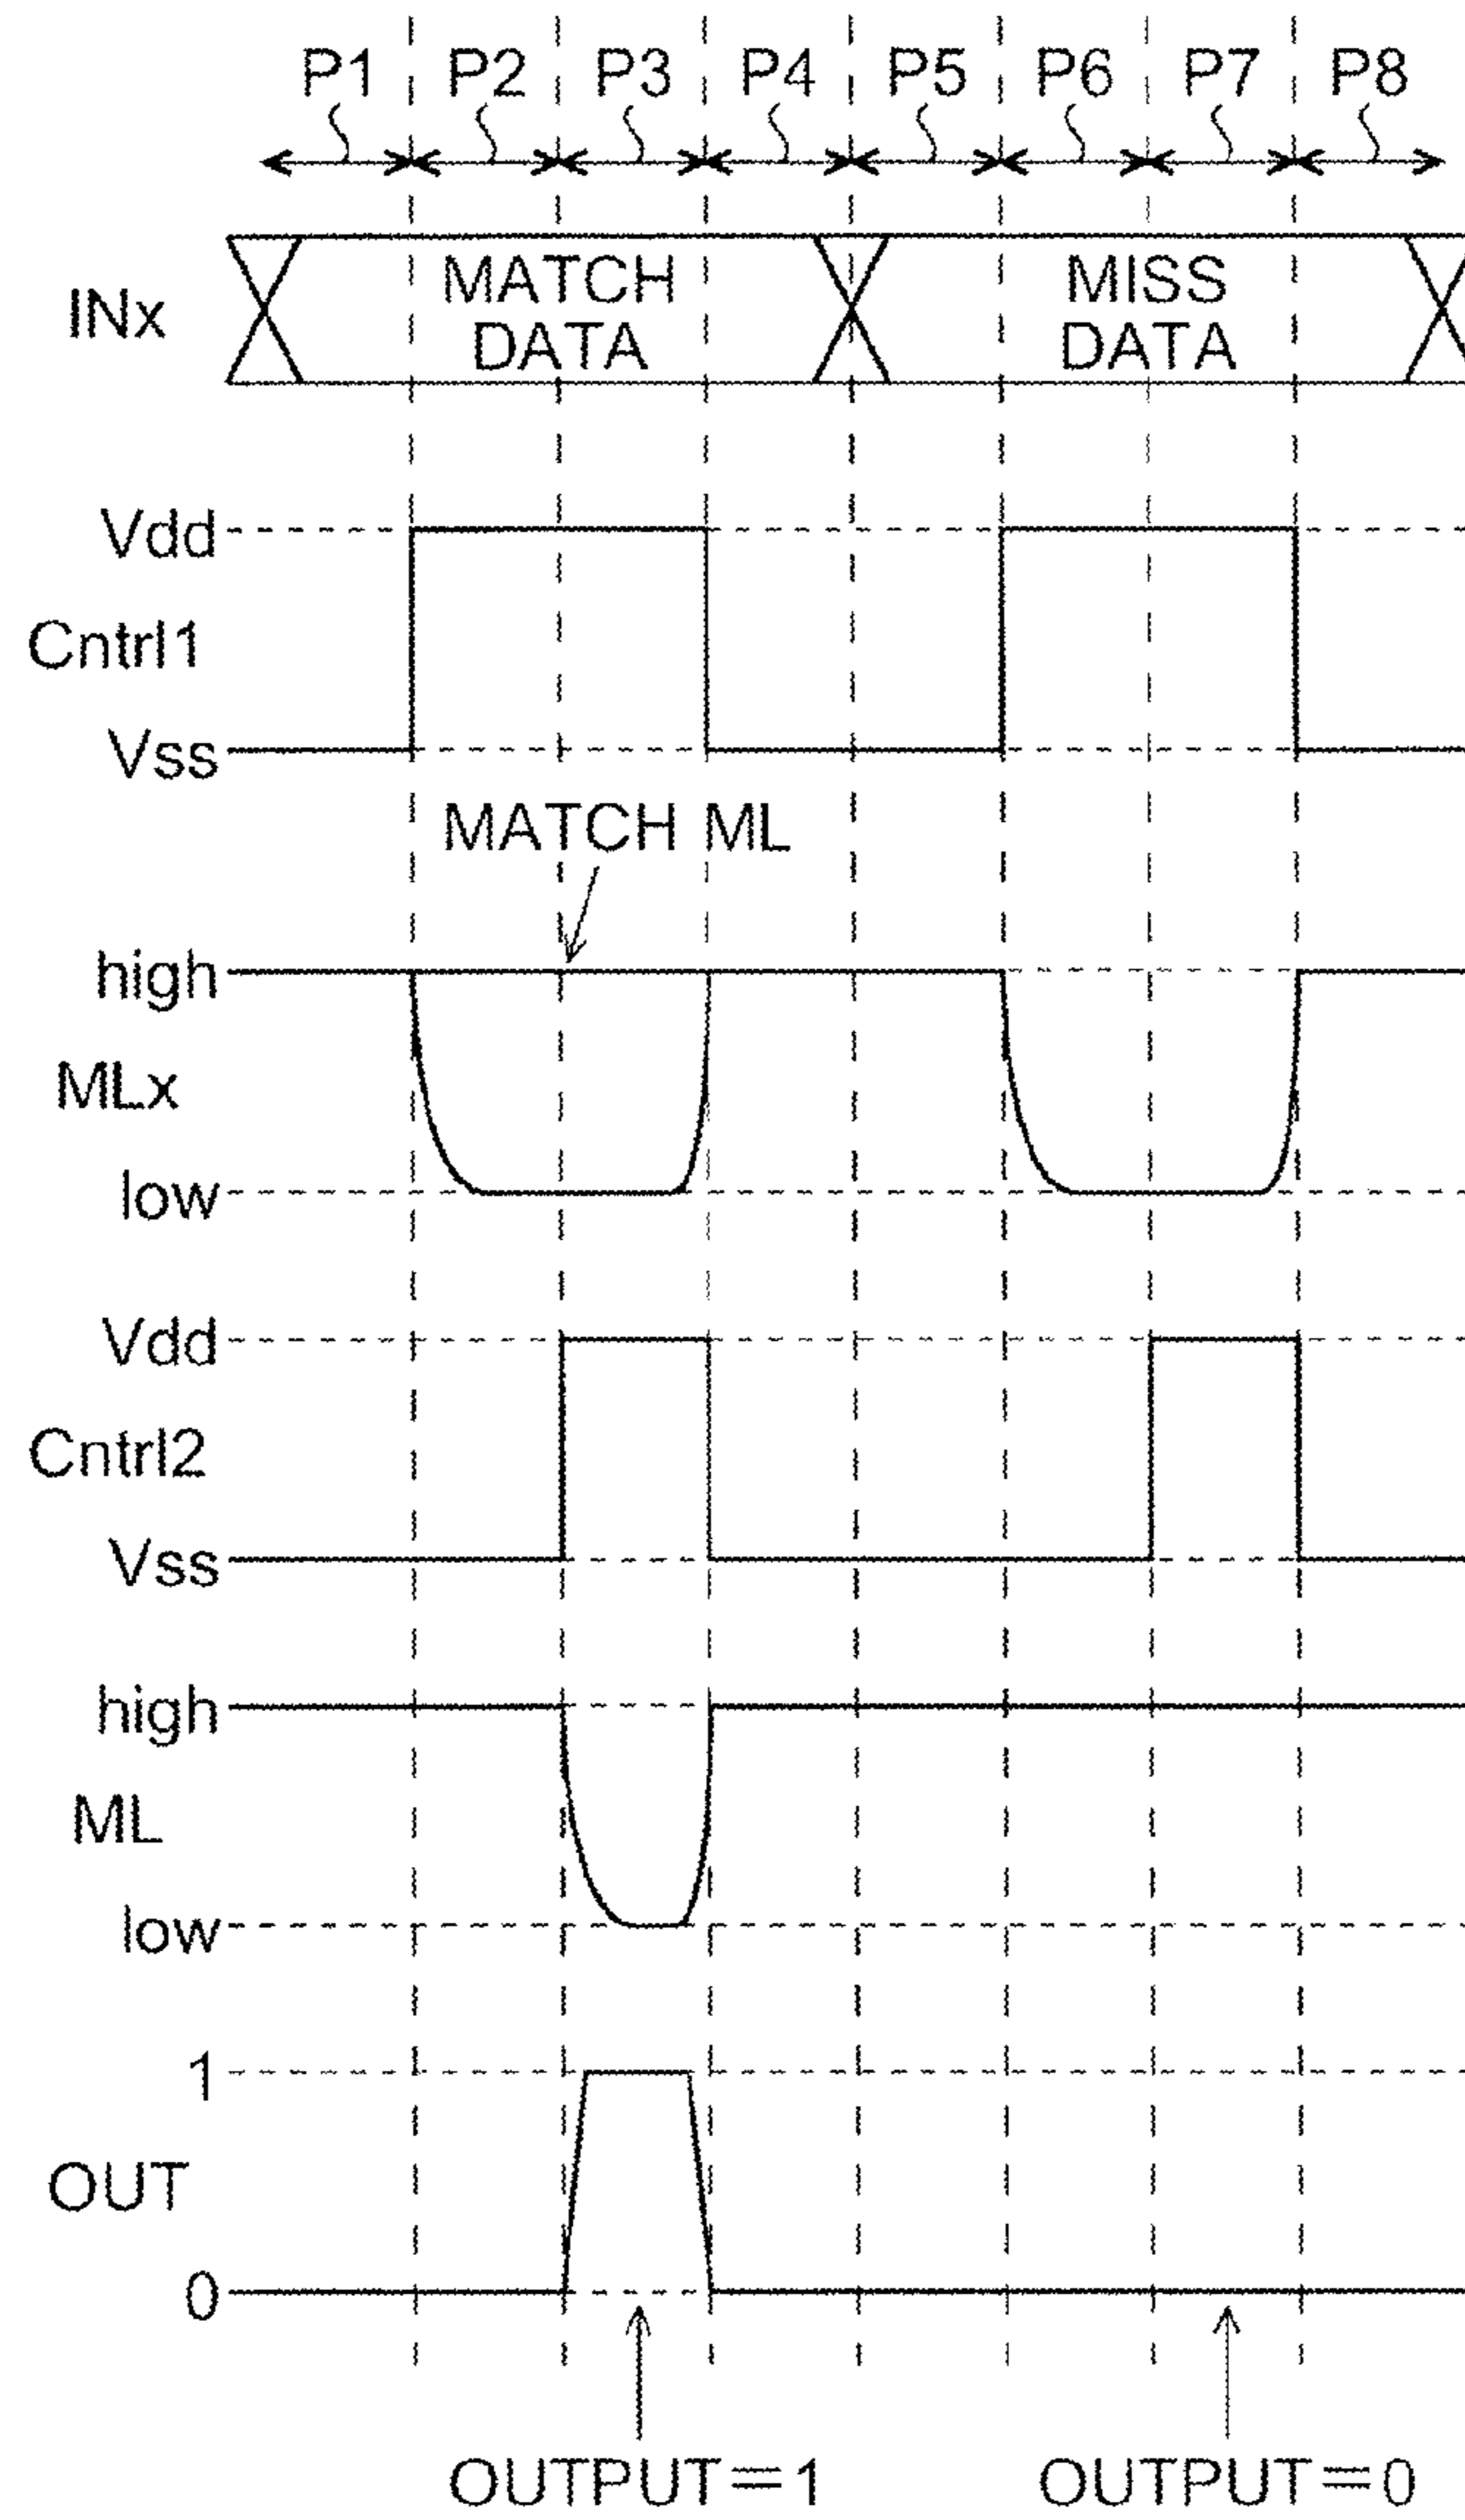 P1 P2 P3 P4 P5 P6 P7 P8
INx
MATCH DATA
MISS DATA
Vdd
Cntrl1
Vss
MATCH ML
high
MLx
low
Vdd
Cntrl2
Vss
high
ML
low
1
OUT
0
OUTPUT=1 OUTPUT=0